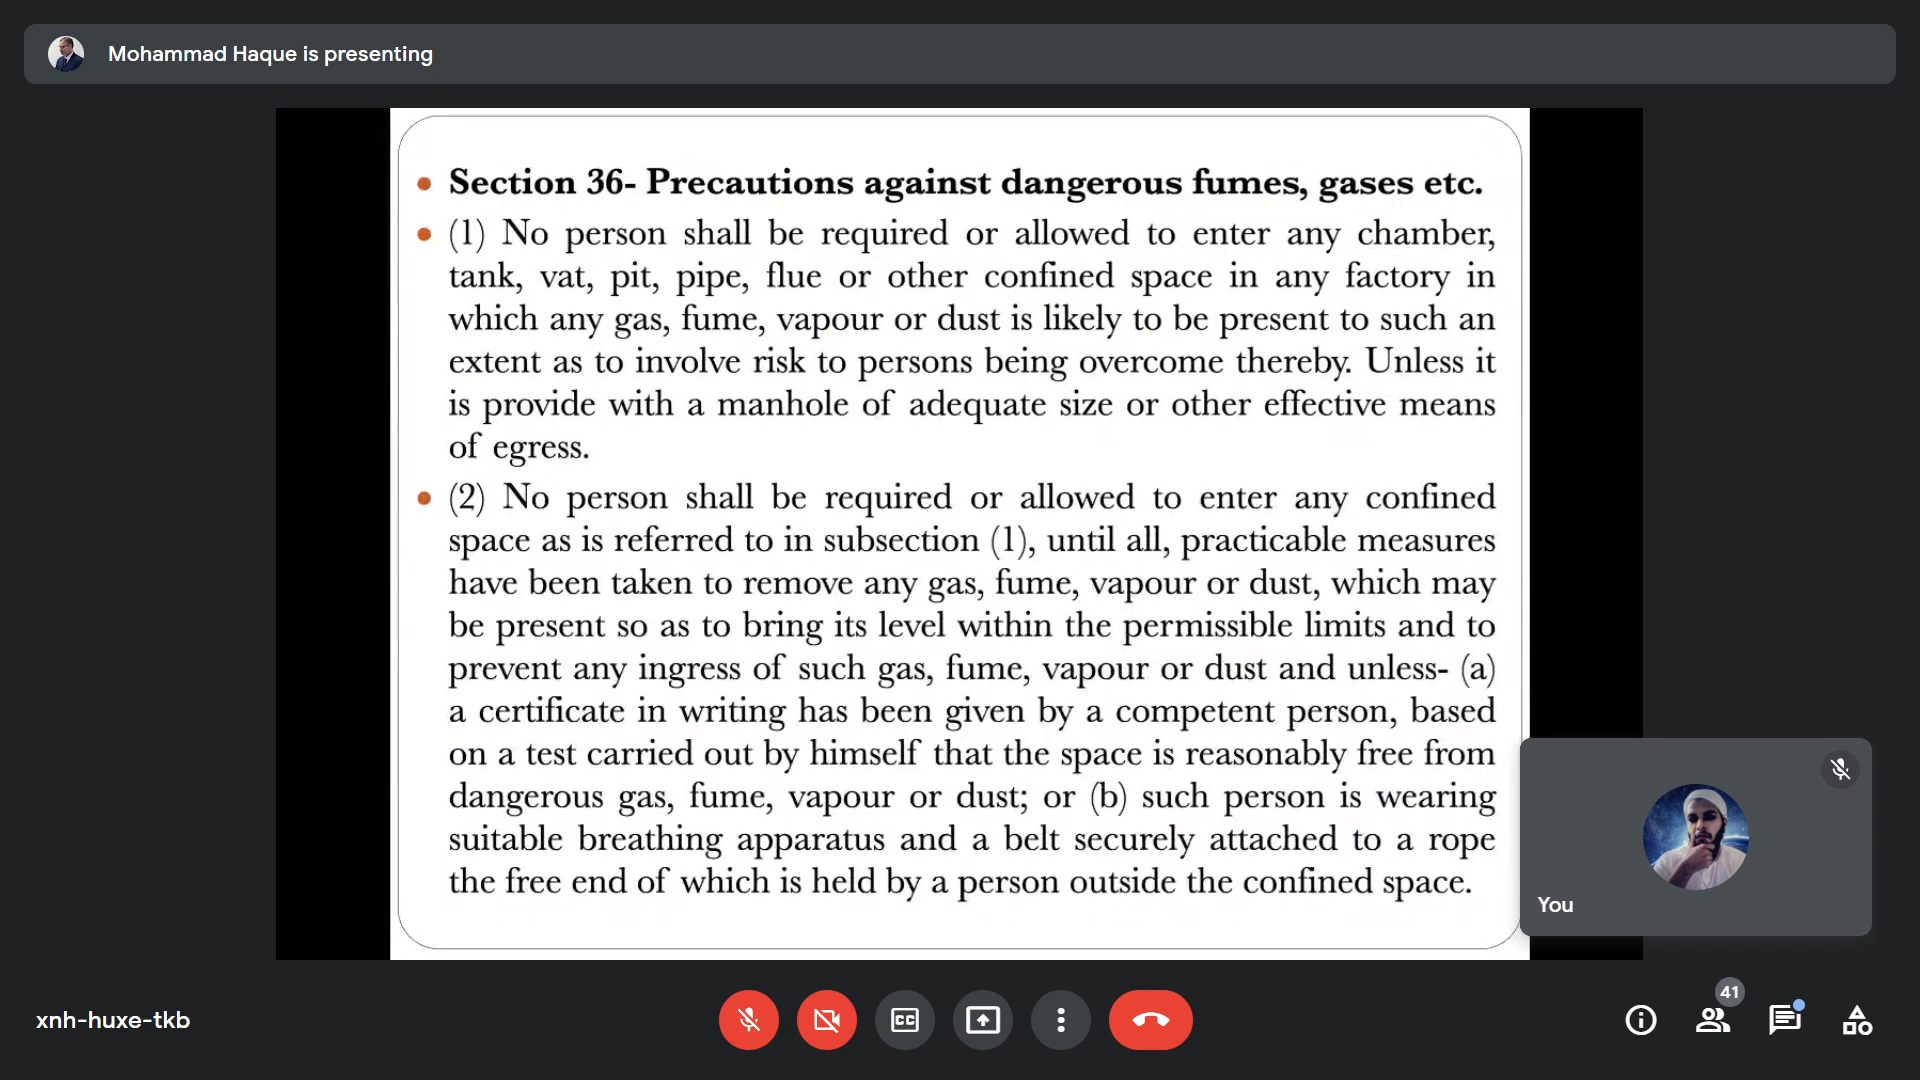 Mohammad Haque is presenting
Section 36- Precautions against dangerous fumes, gases etc.
(1) No person shall be required or allowed to enter any chamber,
tank, vat, pit, pipe, flue or other confined space in any factory in
which any gas, fume, vapour or dust is likely to be present to such an
extent as to involve risk to persons being overcome thereby. Unless it
is provide with a manhole of adequate size or other effective means
of egress.
(2) No person shall be required or allowed to enter any confined
space as is referred to in subsection (1), until all, practicable measures
have been taken to remove any gas, fume, vapour or dust, which may
be present so as to bring its level within the permissible limits and to
prevent any ingress of such gas, fume, vapour or dust and unless- (a)
a certificate in writing has been given by a competent person, based
on a test carried out by himself that the space is reasonably free from
dangerous gas, fume, vapour or dust; or (b) such person is wearing
suitable breathing apparatus and a belt securely attached to a rope
the free end of which is held by a person outside the confined space.
You
xnh-huxe-tkb
CC
41